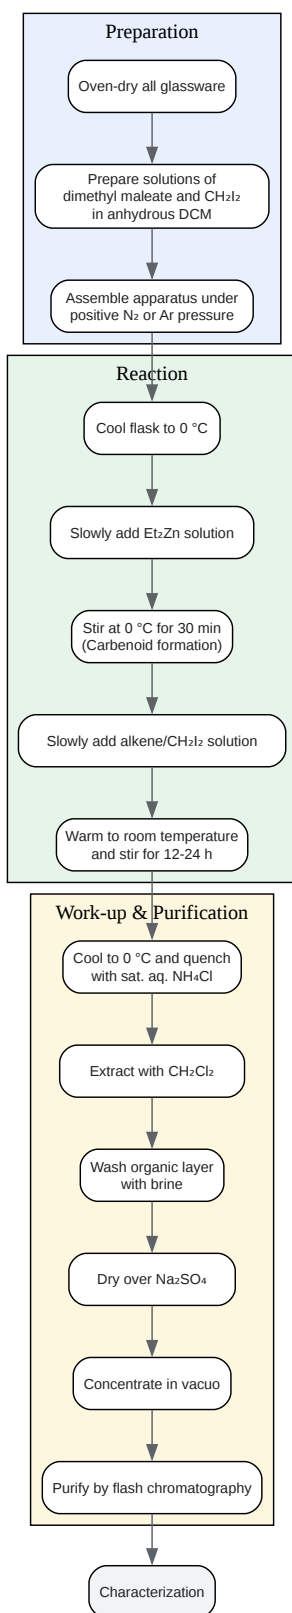 Preparation
Oven-dry all glassware
Prepare solutions of
dimethyl maleate and CH₂I₂
in anhydrous DCM
Assemble apparatus under
positive N₂ or Ar pressure
Reaction
Cool flask to 0 °C
Slowly add Et₂Zn solution
Stir at 0 °C for 30 min
(Carbenoid formation)
Slowly add alkene/CH₂I₂ solution
Warm to room temperature
and stir for 12-24 h
Work-up & Purification
Cool to 0 °C and quench
with sat. aq. NH₄Cl
Extract with CH₂Cl₂
Wash organic layer
with brine
Dry over Na₂SO₄
Concentrate in vacuo
Purify by flash chromatography
Characterization